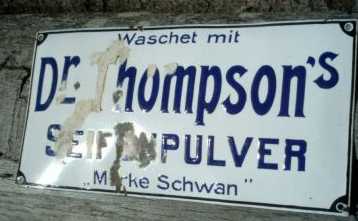 Waschet mit
Dr. Thompson's
SEIFENPULVER
„Marke Schwan"